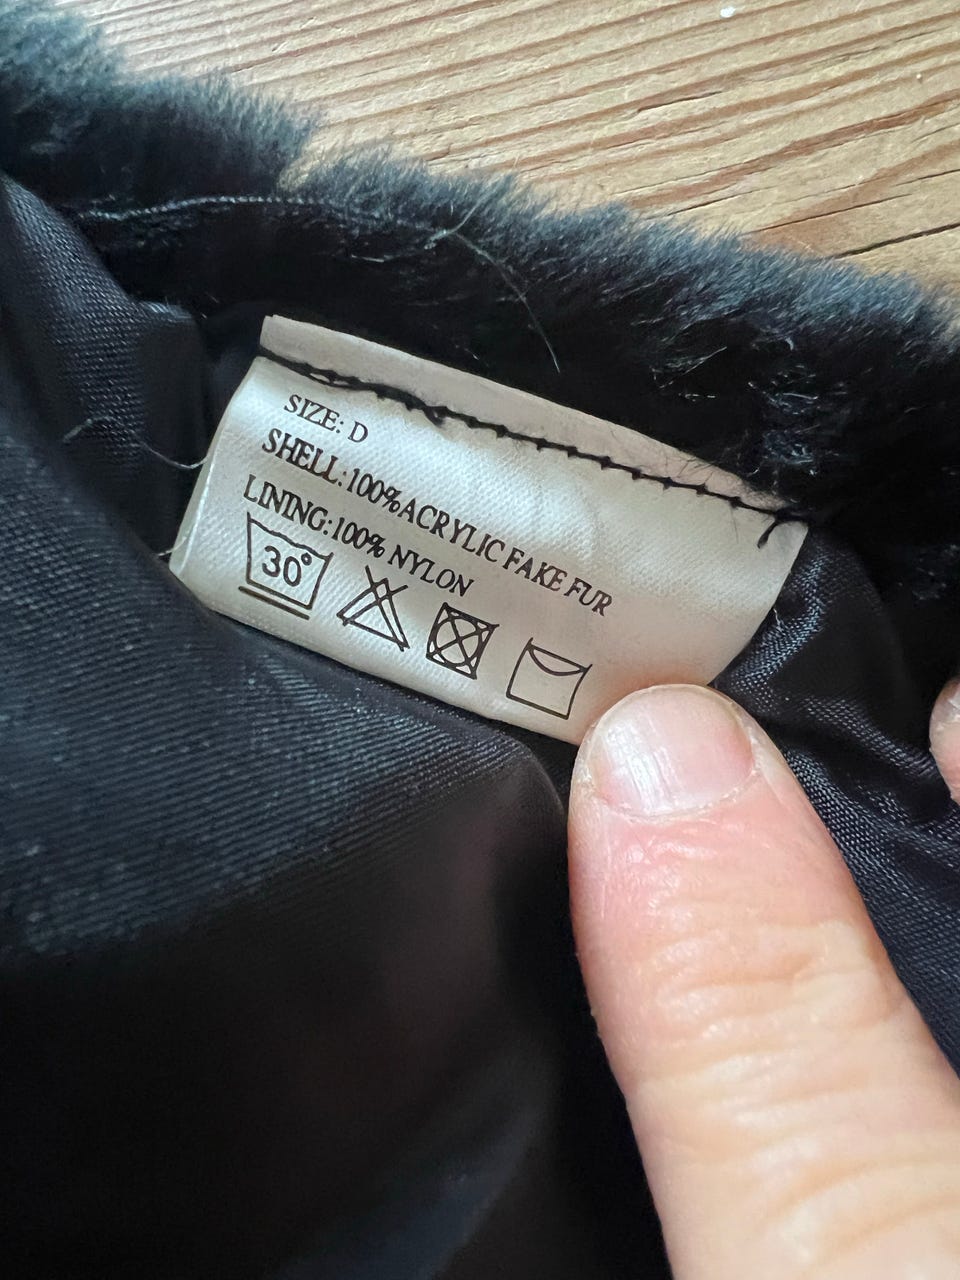 SIZE: D
SHELL:100%ACRYLIC FAKE FUR
LINING:100% NYLON
30°